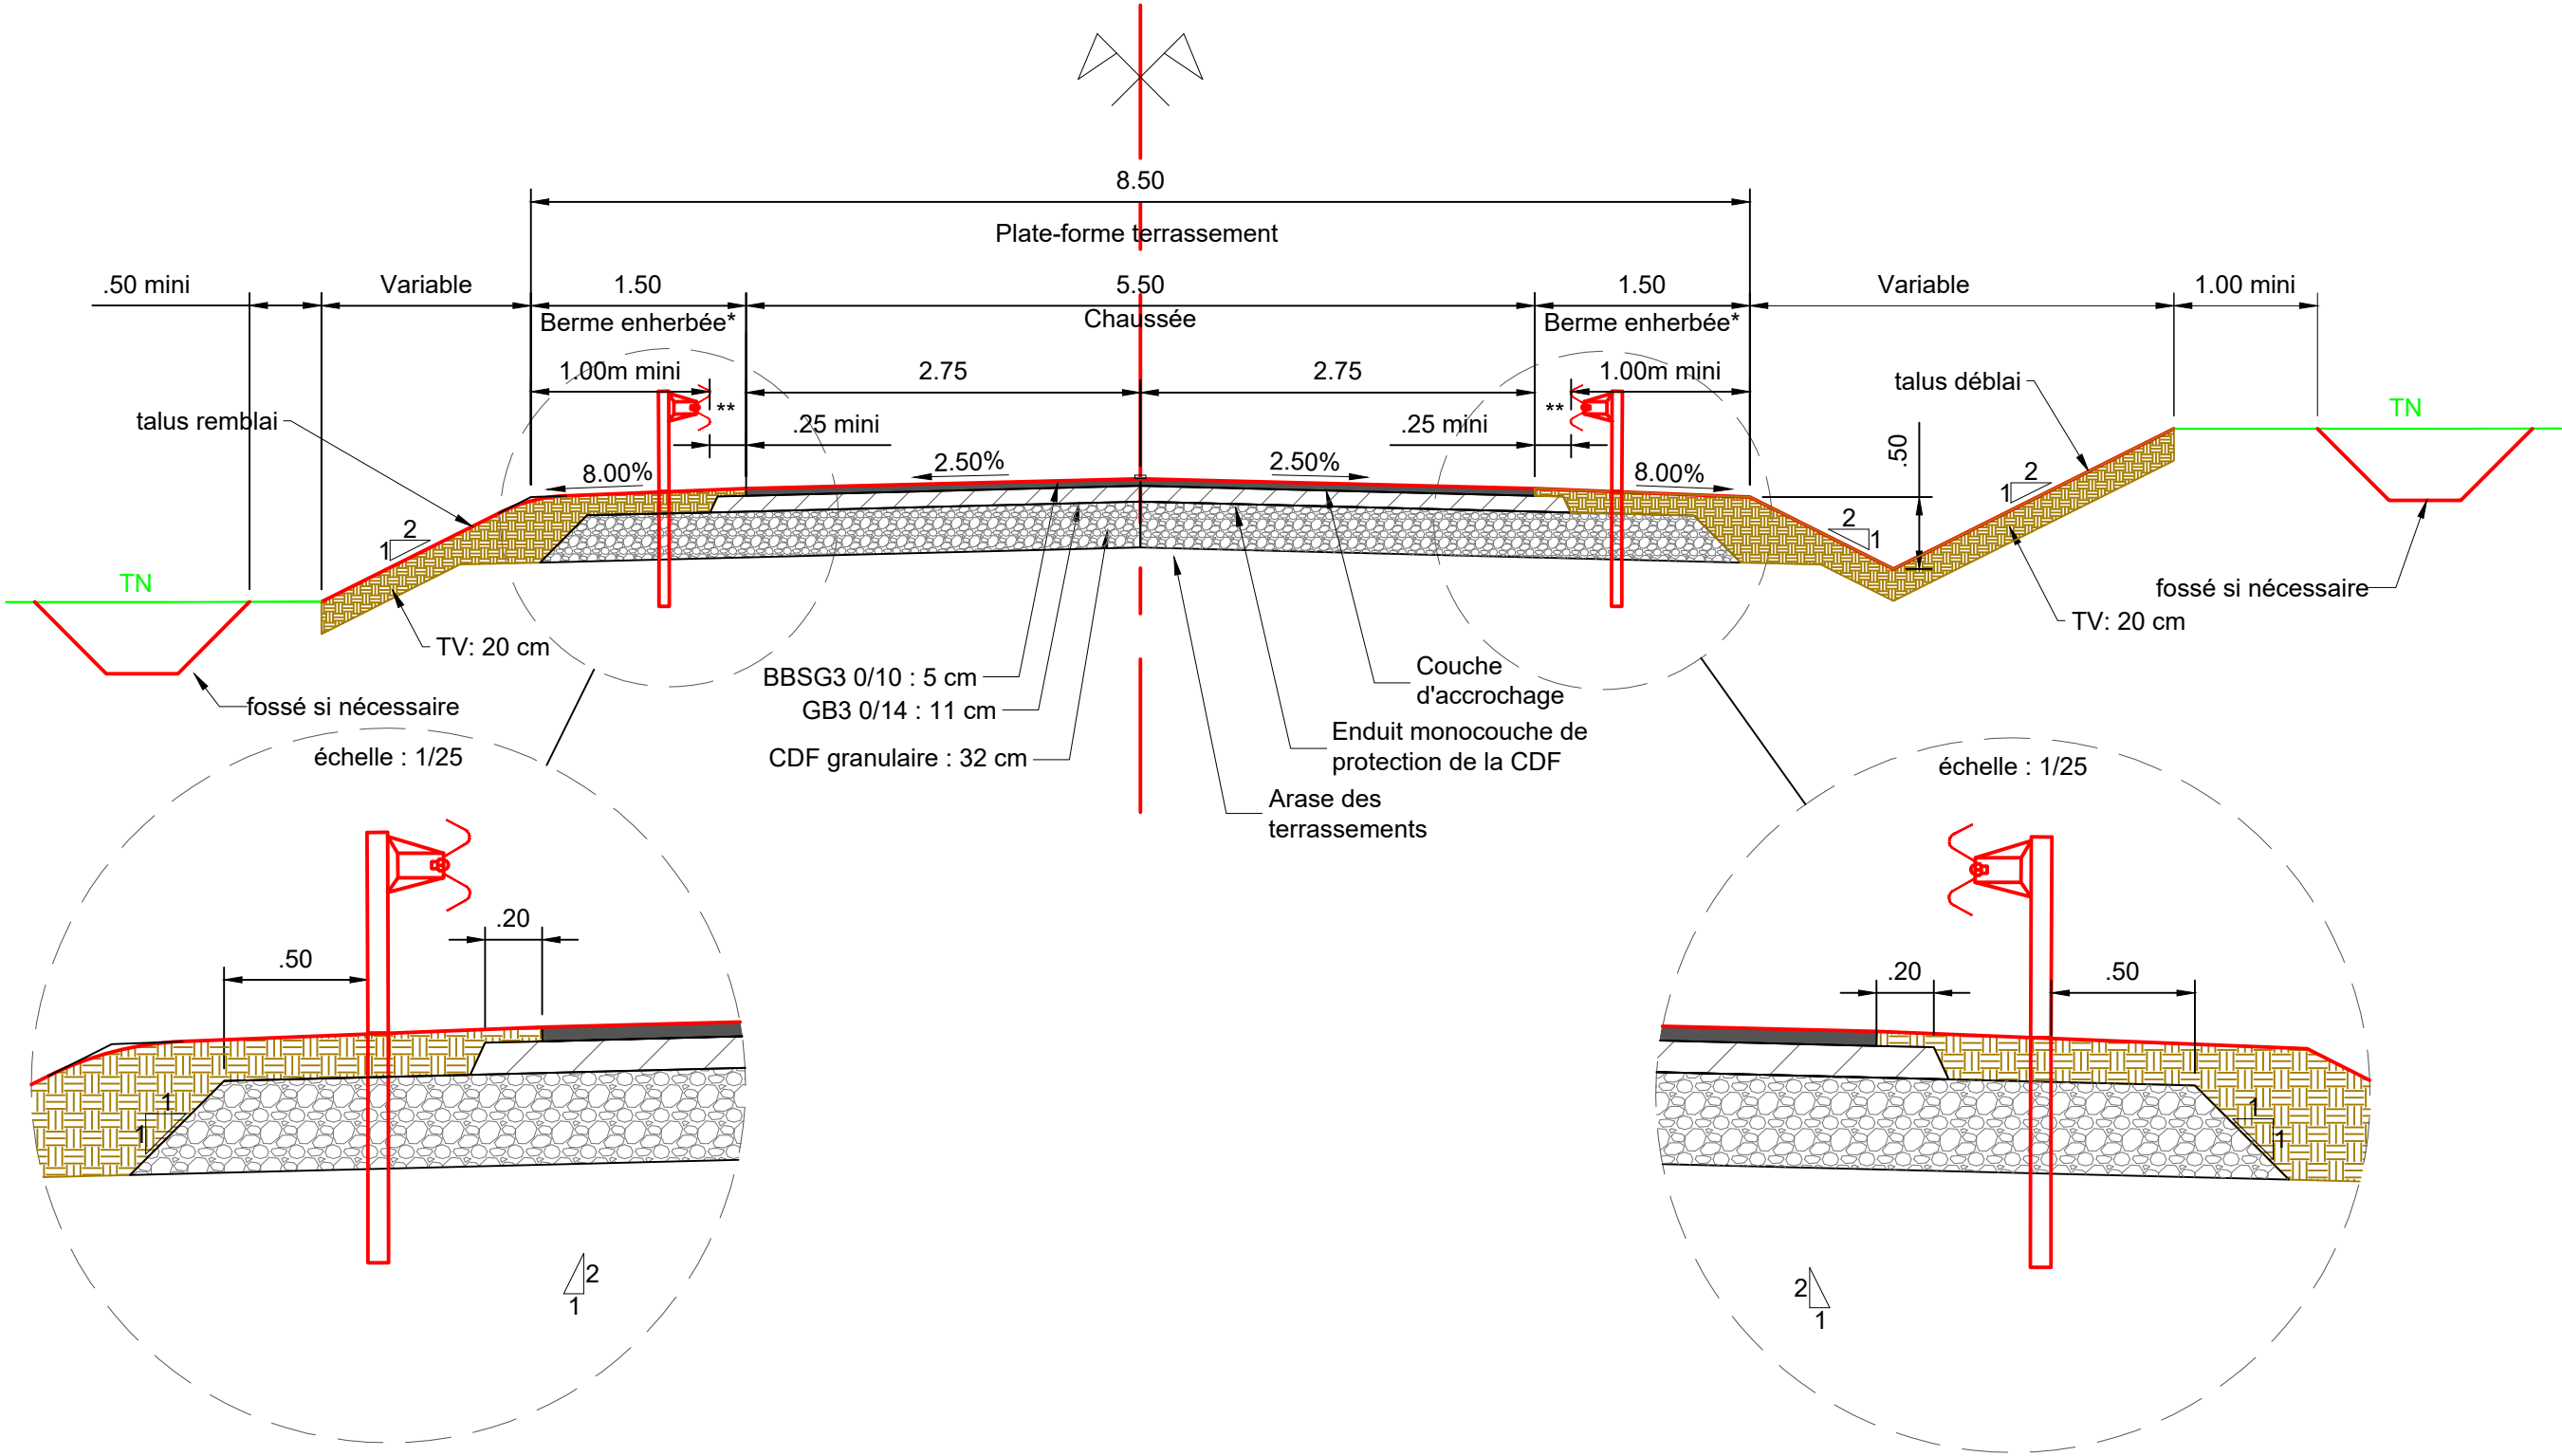 8.50
Plate-forme terrassement
.50 mini
Variable
1.50
5.50
1.50
Variable
1.00 mini
Berme enherbée*
Chaussée
Berme enherbée*
1.00m mini
2.75
2.75
1.00m mini
talus déblai
**
**
TN
talus remblai
.25 mini
.25 mini
.50
8.00%
2.50%
2.50%
8.00%
2
1
2
1
2
1
TN
fossé si nécessaire
TV: 20 cm
TV: 20 cm
BBSG3 0/10 : 5 cm
GB3 0/14 : 11 cm
CDF granulaire : 32 cm
Couche
d'accrochage
Enduit monocouche de
protection de la CDF
Arase des
terrassements
fossé si nécessaire
échelle : 1/25
.20
.50
1
1
2
1
échelle : 1/25
.20
.50
1
1
2
1